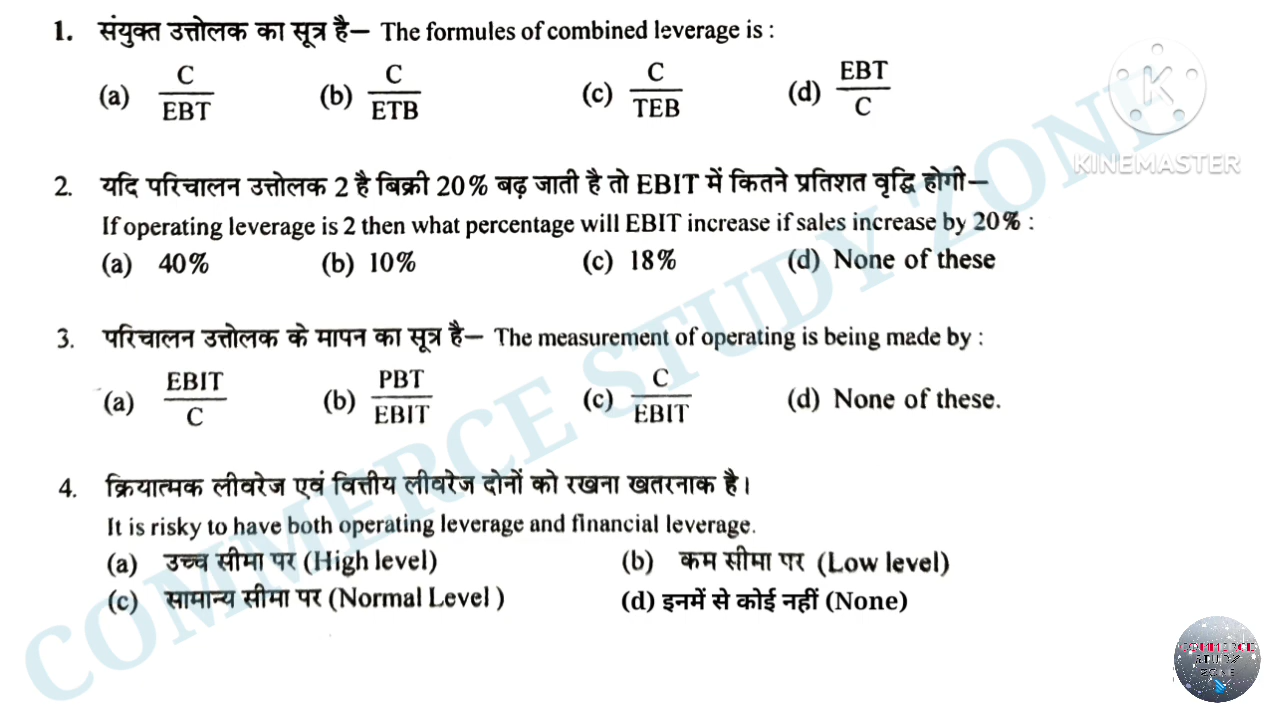 1. संयुक्त उत्तोलक का सूत्र है– The formules of combined leverage is :
(a) C/EBT (b) C/ETB (c) C/TEB (d) EBT/C
2. यदि परिचालन उत्तोलक 2 है बिक्री 20% बढ़ जाती है तो EBIT में कितने प्रतिशत वृद्धि होगी–
If operating leverage is 2 then what percentage will EBIT increase if sales increase by 20% :
(a) 40% (b) 10% (c) 18% (d) None of these
3. परिचालन उत्तोलक के मापन का सूत्र है– The measurement of operating is being made by :
(a) EBIT/C (b) PBT/EBIT (c) C/EBIT (d) None of these.
4. क्रियात्मक लीवरेज एवं वित्तीय लीवरेज दोनों को रखना खतरनाक है।
It is risky to have both operating leverage and financial leverage.
(a) उच्च सीमा पर (High level) (b) कम सीमा पर (Low level)
(c) सामान्य सीमा पर (Normal Level ) (d) इनमें से कोई नहीं (None)
COMMERCE STUDY ZONE
K
KINEMASTER
COMMERCE
STUDY
ZONE